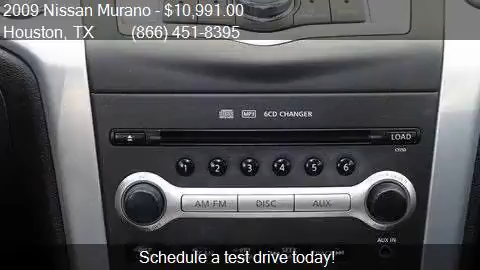 2009 Nissan Murano - $10,991.00
Houston, TX (866) 451-8395
MP3 6CD CHANGER
LOAD
1 2 3 4 5 6
AM·FM DISC AUX
AUX IN
Schedule a test drive today!